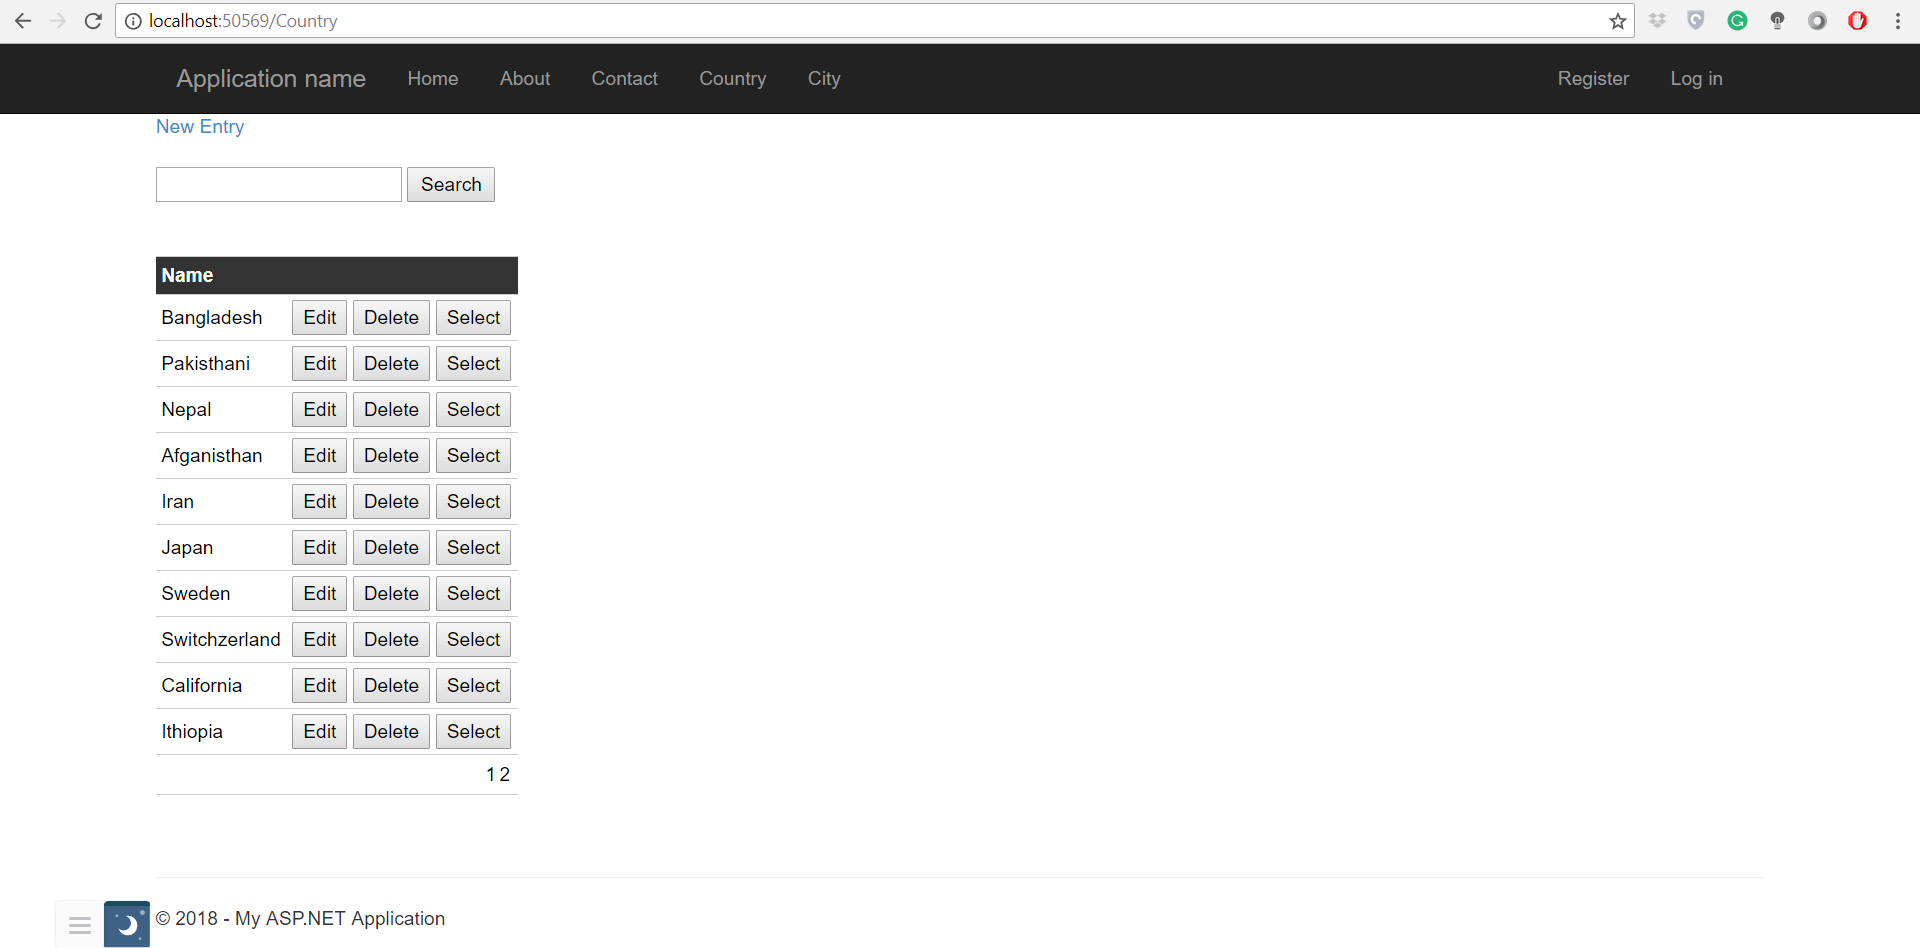 localhost:50569/Country
Application name Home About Contact Country City Register Log in
New Entry
Search
Name
Bangladesh Edit Delete Select
Pakisthani Edit Delete Select
Nepal Edit Delete Select
Afganisthan Edit Delete Select
Iran Edit Delete Select
Japan Edit Delete Select
Sweden Edit Delete Select
Switchzerland Edit Delete Select
California Edit Delete Select
Ithiopia Edit Delete Select
1 2
© 2018 - My ASP.NET Application